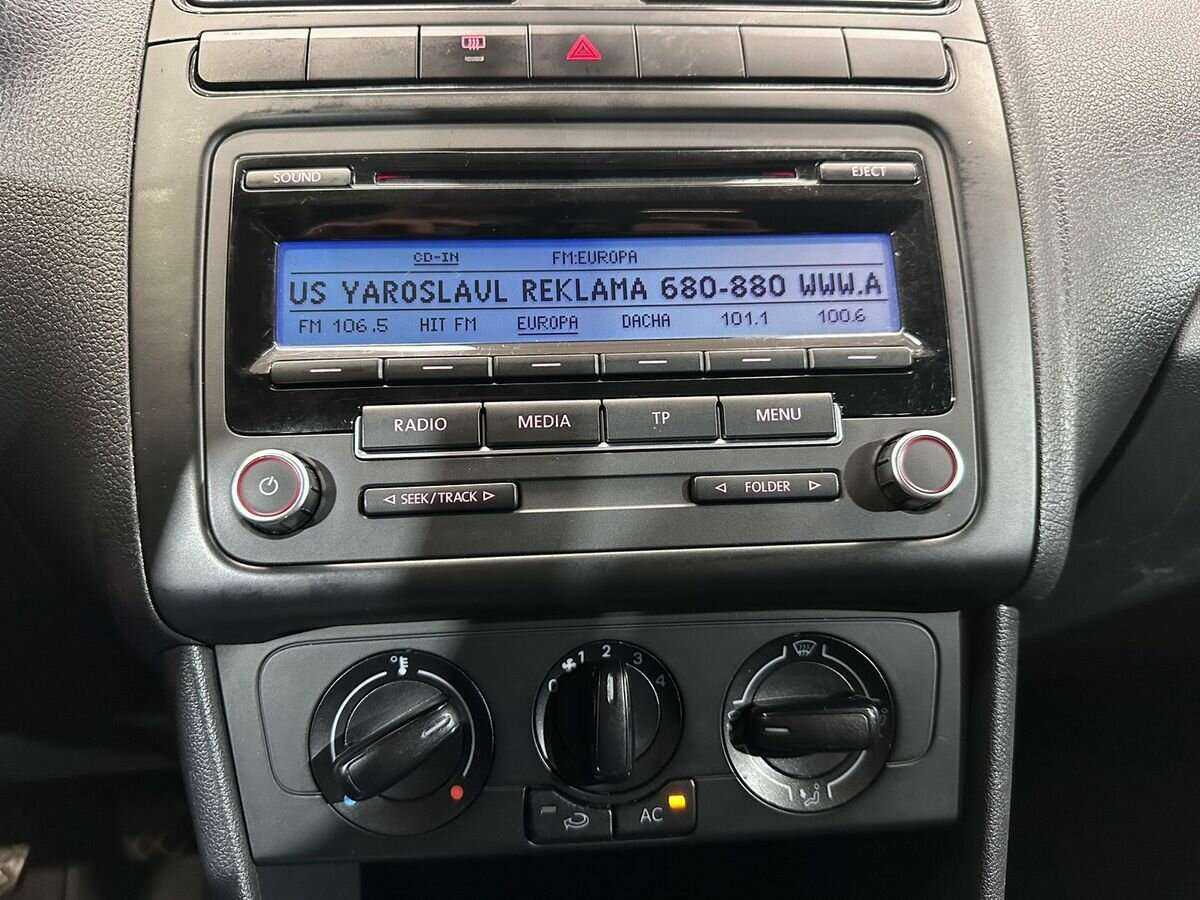 SOUND EJECT
CD-IN FM:EUROPA
US YAROSLAVL REKLAMA 680-880 WWW.A
FM 106.5 HIT FM EUROPA DACHA 101.1 100.6
RADIO MEDIA TP MENU
SEEK/TRACK FOLDER
0 1 2 3 4
AC